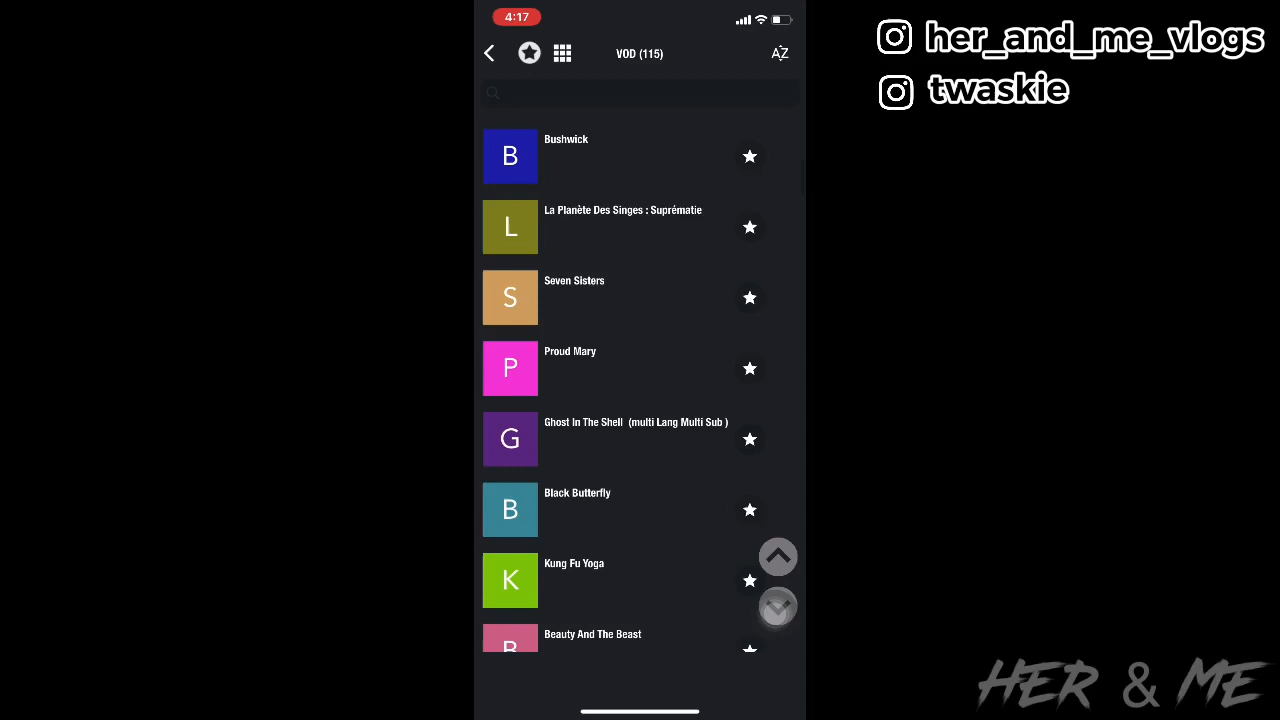 4:17
VOD (115)
AZ
her_and_me_vlogs
twaskie
B
Bushwick
L
La Planète Des Singes : Suprématie
S
Seven Sisters
P
Proud Mary
G
Ghost In The Shell (multi Lang Multi Sub )
B
Black Butterfly
K
Kung Fu Yoga
B
Beauty And The Beast
HER & ME